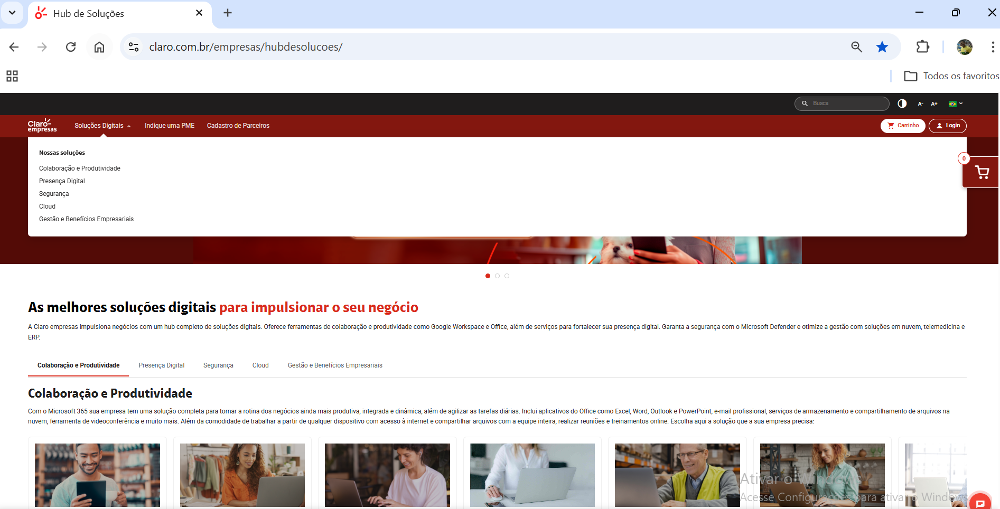 Hub de Soluções
claro.com.br/empresas/hubdesolucoes/
Todos os favoritos
Busca
A-
A+
Claro empresas
Soluções Digitais
Indique uma PME
Cadastro de Parceiros
Carrinho
Login
Nossas soluções
Colaboração e Produtividade
Presença Digital
Segurança
Cloud
Gestão e Benefícios Empresariais
0
As melhores soluções digitais para impulsionar o seu negócio
A Claro empresas impulsiona negócios com um hub completo de soluções digitais. Oferece ferramentas de colaboração e produtividade como Google Workspace e Office, além de serviços para fortalecer sua presença digital. Garanta a segurança com o Microsoft Defender e otimize a gestão com soluções em nuvem, telemedicina e
ERP.
Colaboração e Produtividade
Presença Digital
Segurança
Cloud
Gestão e Benefícios Empresariais
Colaboração e Produtividade
Com o Microsoft 365 sua empresa tem uma solução completa para tornar a rotina dos negócios ainda mais produtiva, integrada e dinâmica, além de agilizar as tarefas diárias. Inclui aplicativos do Office como Excel, Word, Outlook e PowerPoint, e-mail profissional, serviços de armazenamento e compartilhamento de arquivos na
nuvem, ferramenta de videoconferência e muito mais. Além da comodidade de trabalhar a partir de qualquer dispositivo com acesso à internet e compartilhar arquivos com a equipe inteira, realizar reuniões e treinamentos online. Escolha aqui a solução que a sua empresa precisa:
Ativar o Windows
Acesse Configurações para ativar o Windows